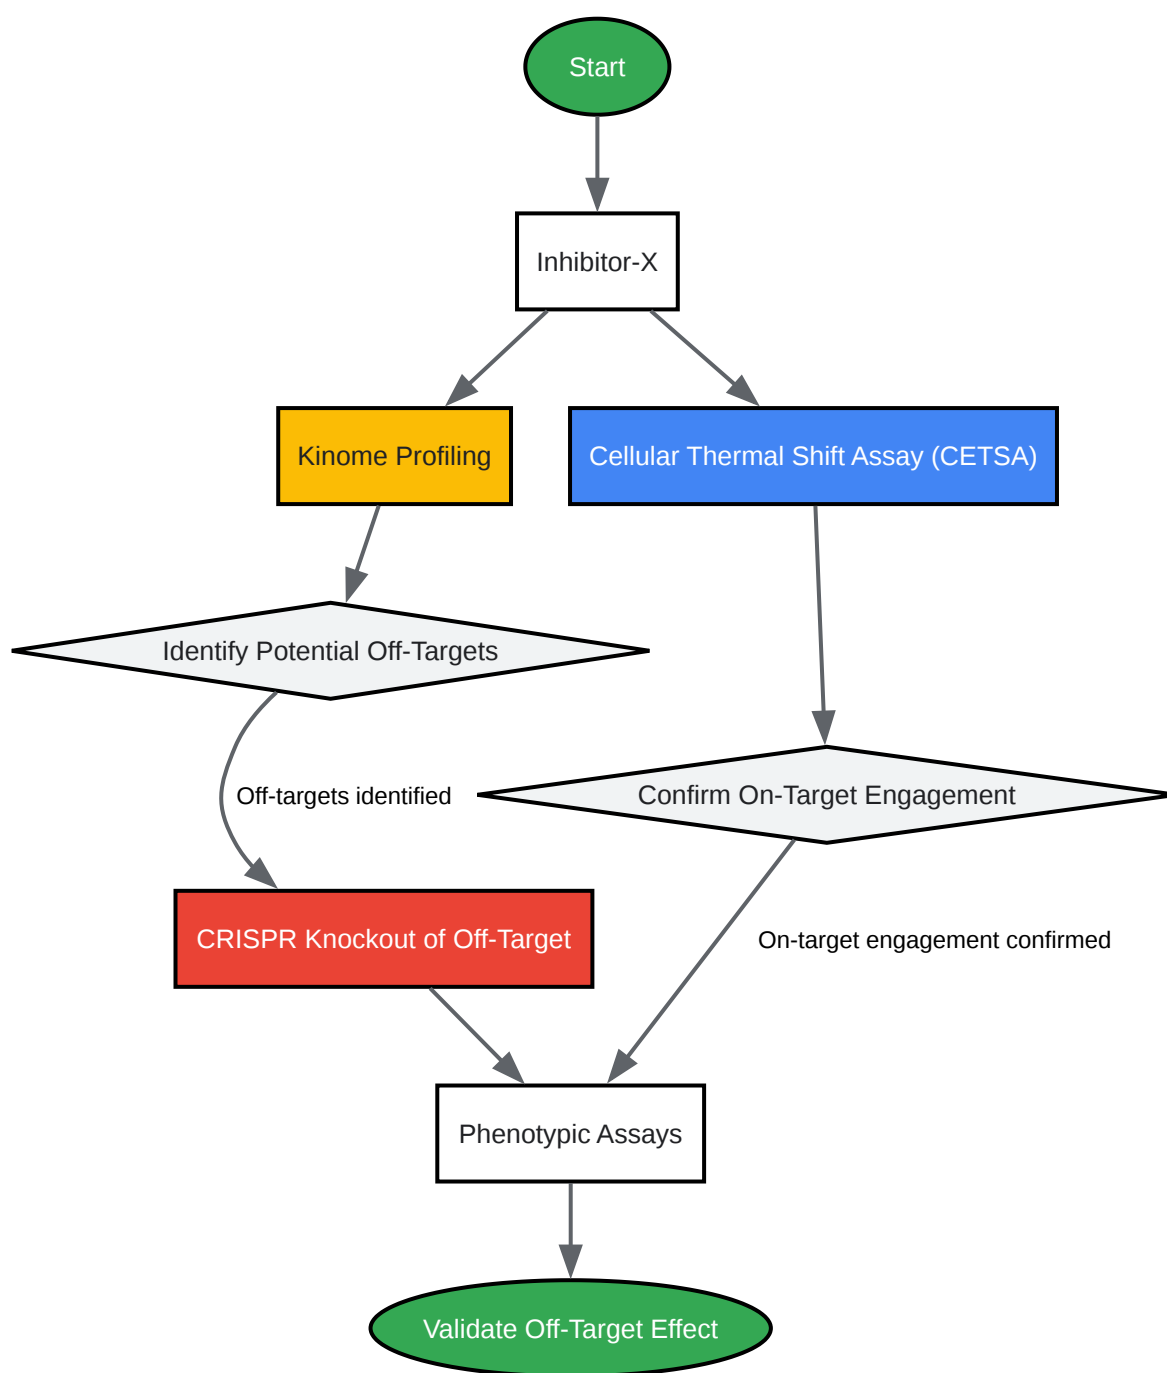 Start
Inhibitor-X
Kinome Profiling
Cellular Thermal Shift Assay (CETSA)
Identify Potential Off-Targets
Off-targets identified
Confirm On-Target Engagement
CRISPR Knockout of Off-Target
On-target engagement confirmed
Phenotypic Assays
Validate Off-Target Effect